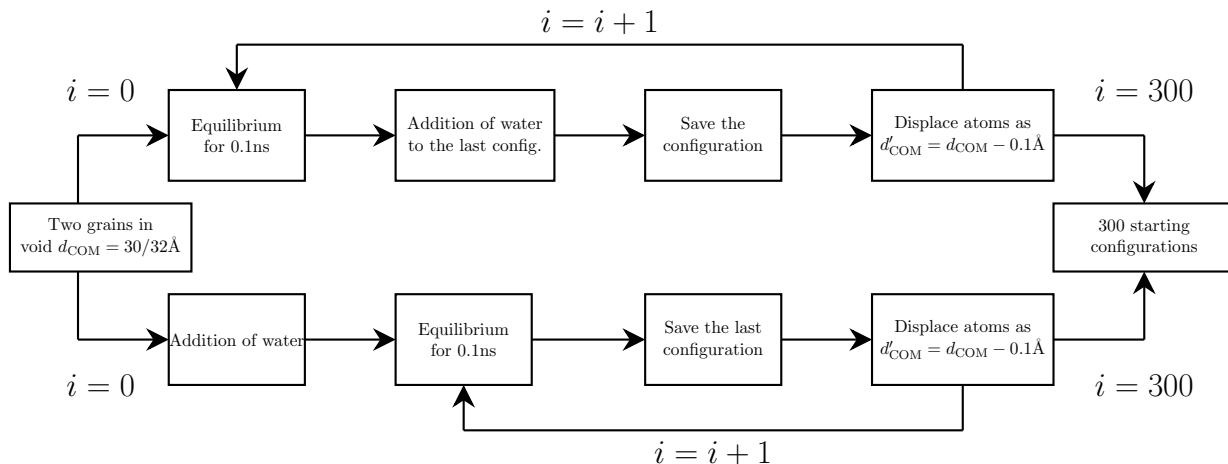 i = i + 1
i = 0
i = 300
Equilibrium
for 0.1ns
Addition of water
to the last config.
Save the
configuration
Displace atoms as
d′COM = dCOM − 0.1Å
Two grains in
void dCOM = 30/32Å
300 starting
configurations
Addition of water
Equilibrium
for 0.1ns
Save the last
configuration
Displace atoms as
d′COM = dCOM − 0.1Å
i = 0
i = 300
i = i + 1